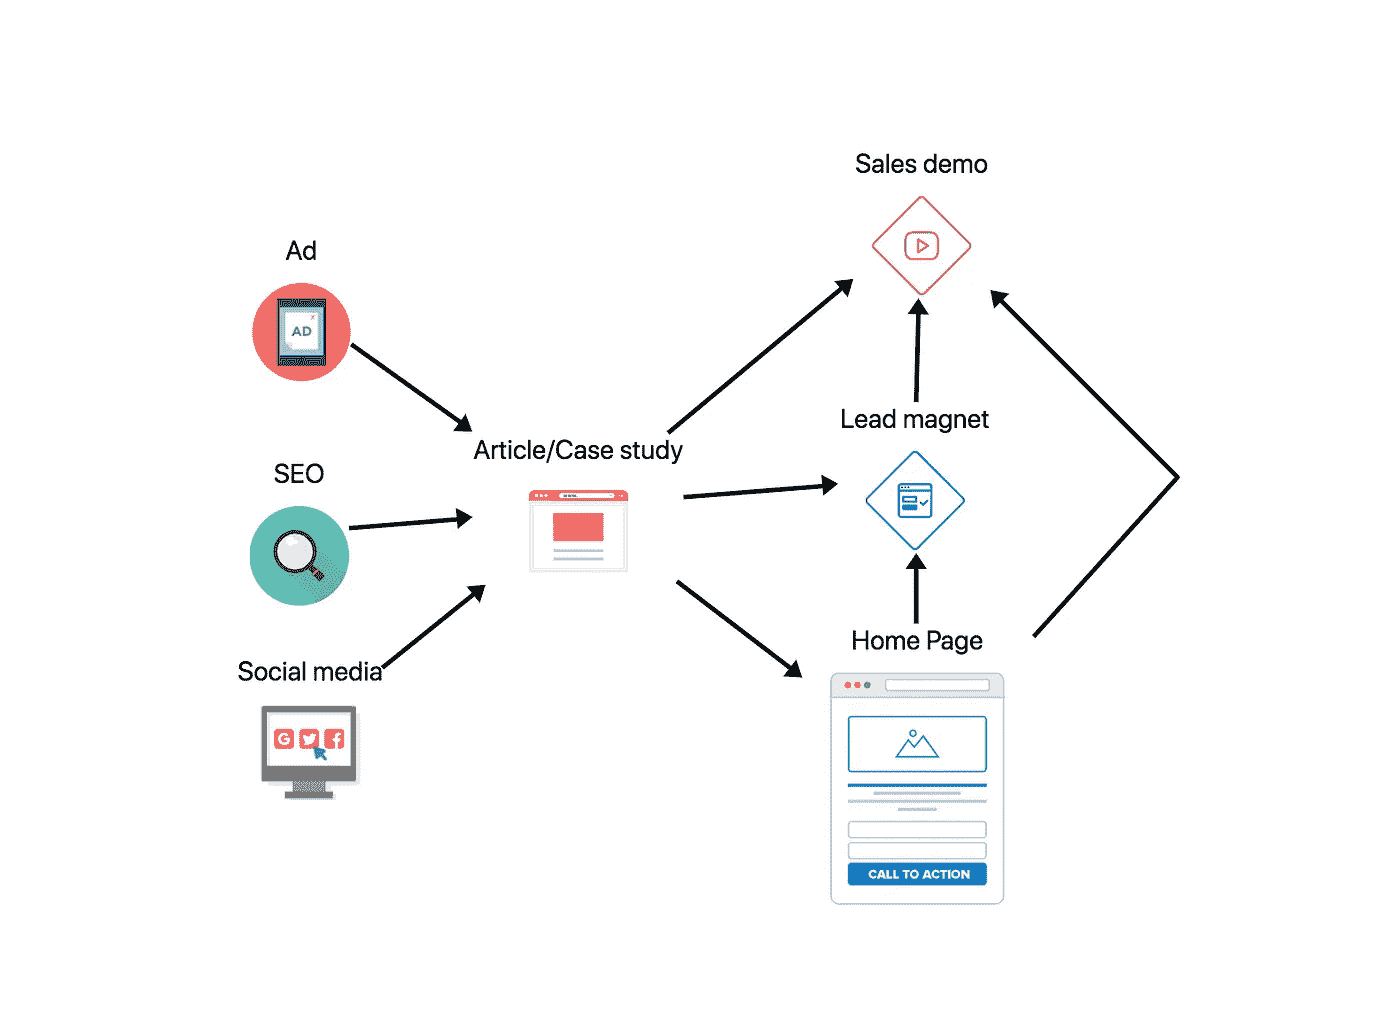 Sales demo
Ad
AD
Article/Case study
Lead magnet
SEO
Home Page
Social media
G
f
CALL TO ACTION